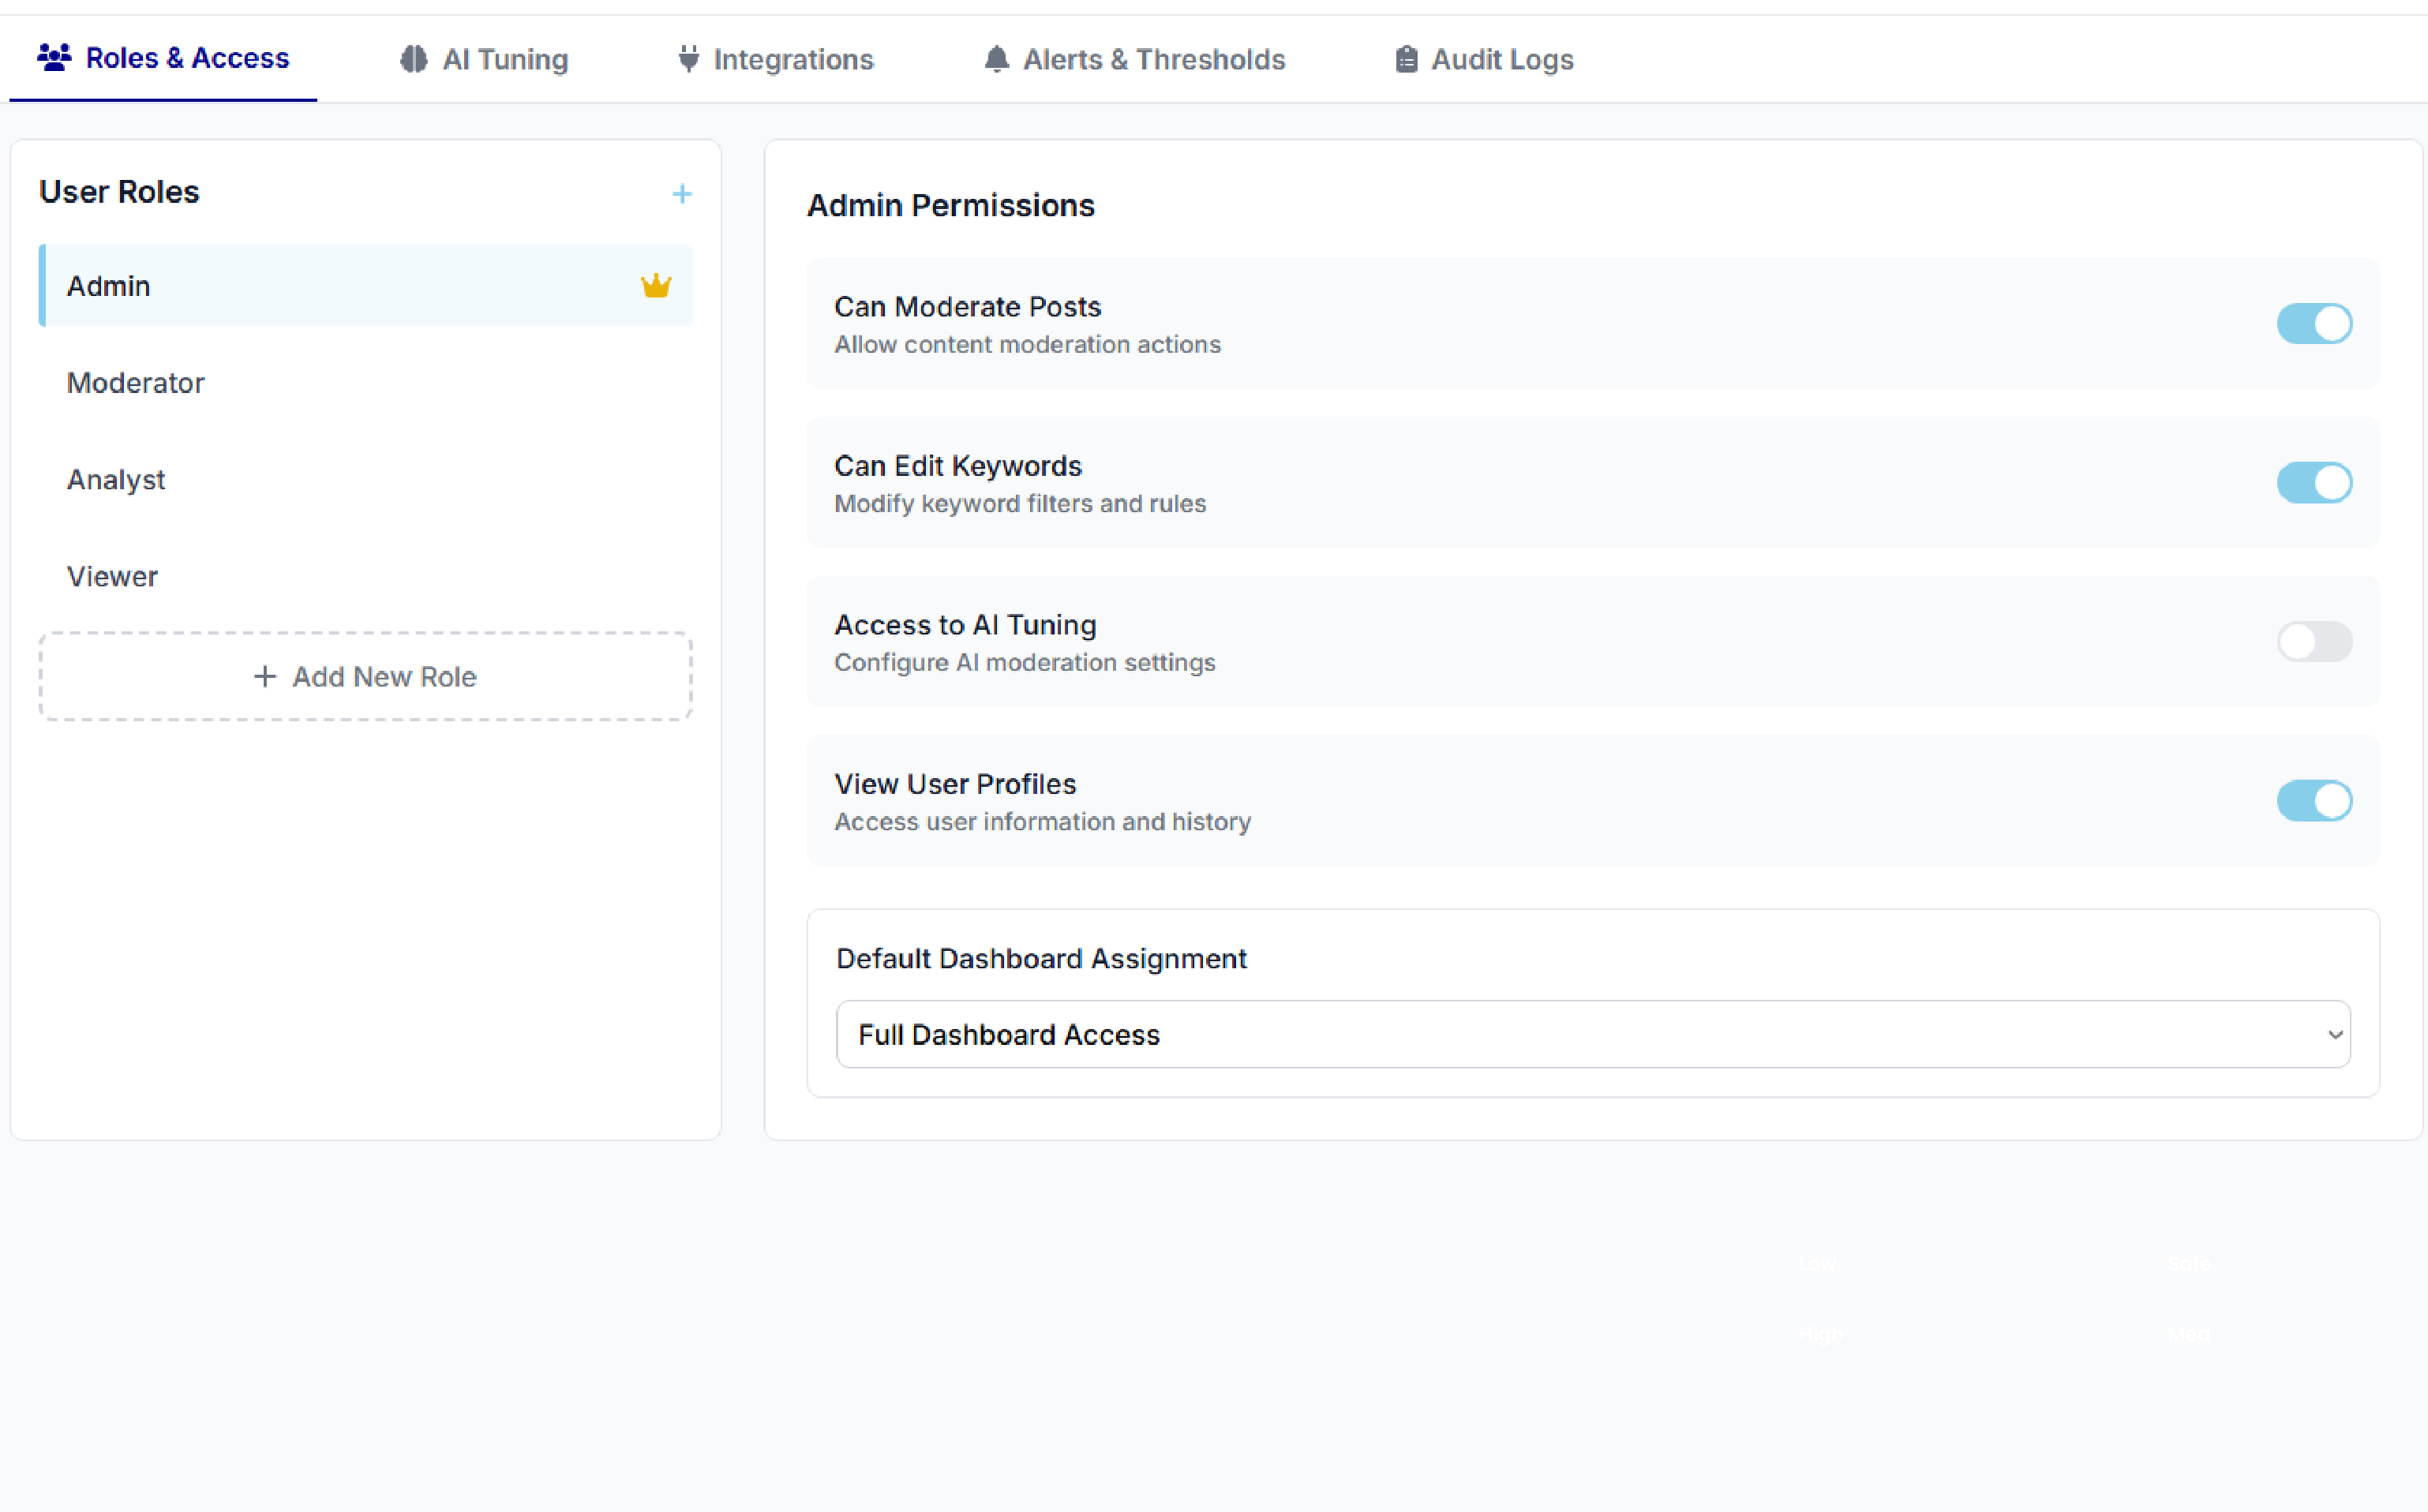 Roles & Access AI Tuning Integrations Alerts & Thresholds Audit Logs
User Roles
+
Admin
Moderator
Analyst
Viewer
+ Add New Role
Admin Permissions
Can Moderate Posts
Allow content moderation actions
Can Edit Keywords
Modify keyword filters and rules
Access to AI Tuning
Configure AI moderation settings
View User Profiles
Access user information and history
Default Dashboard Assignment
Full Dashboard Access
Low Safe
High Med